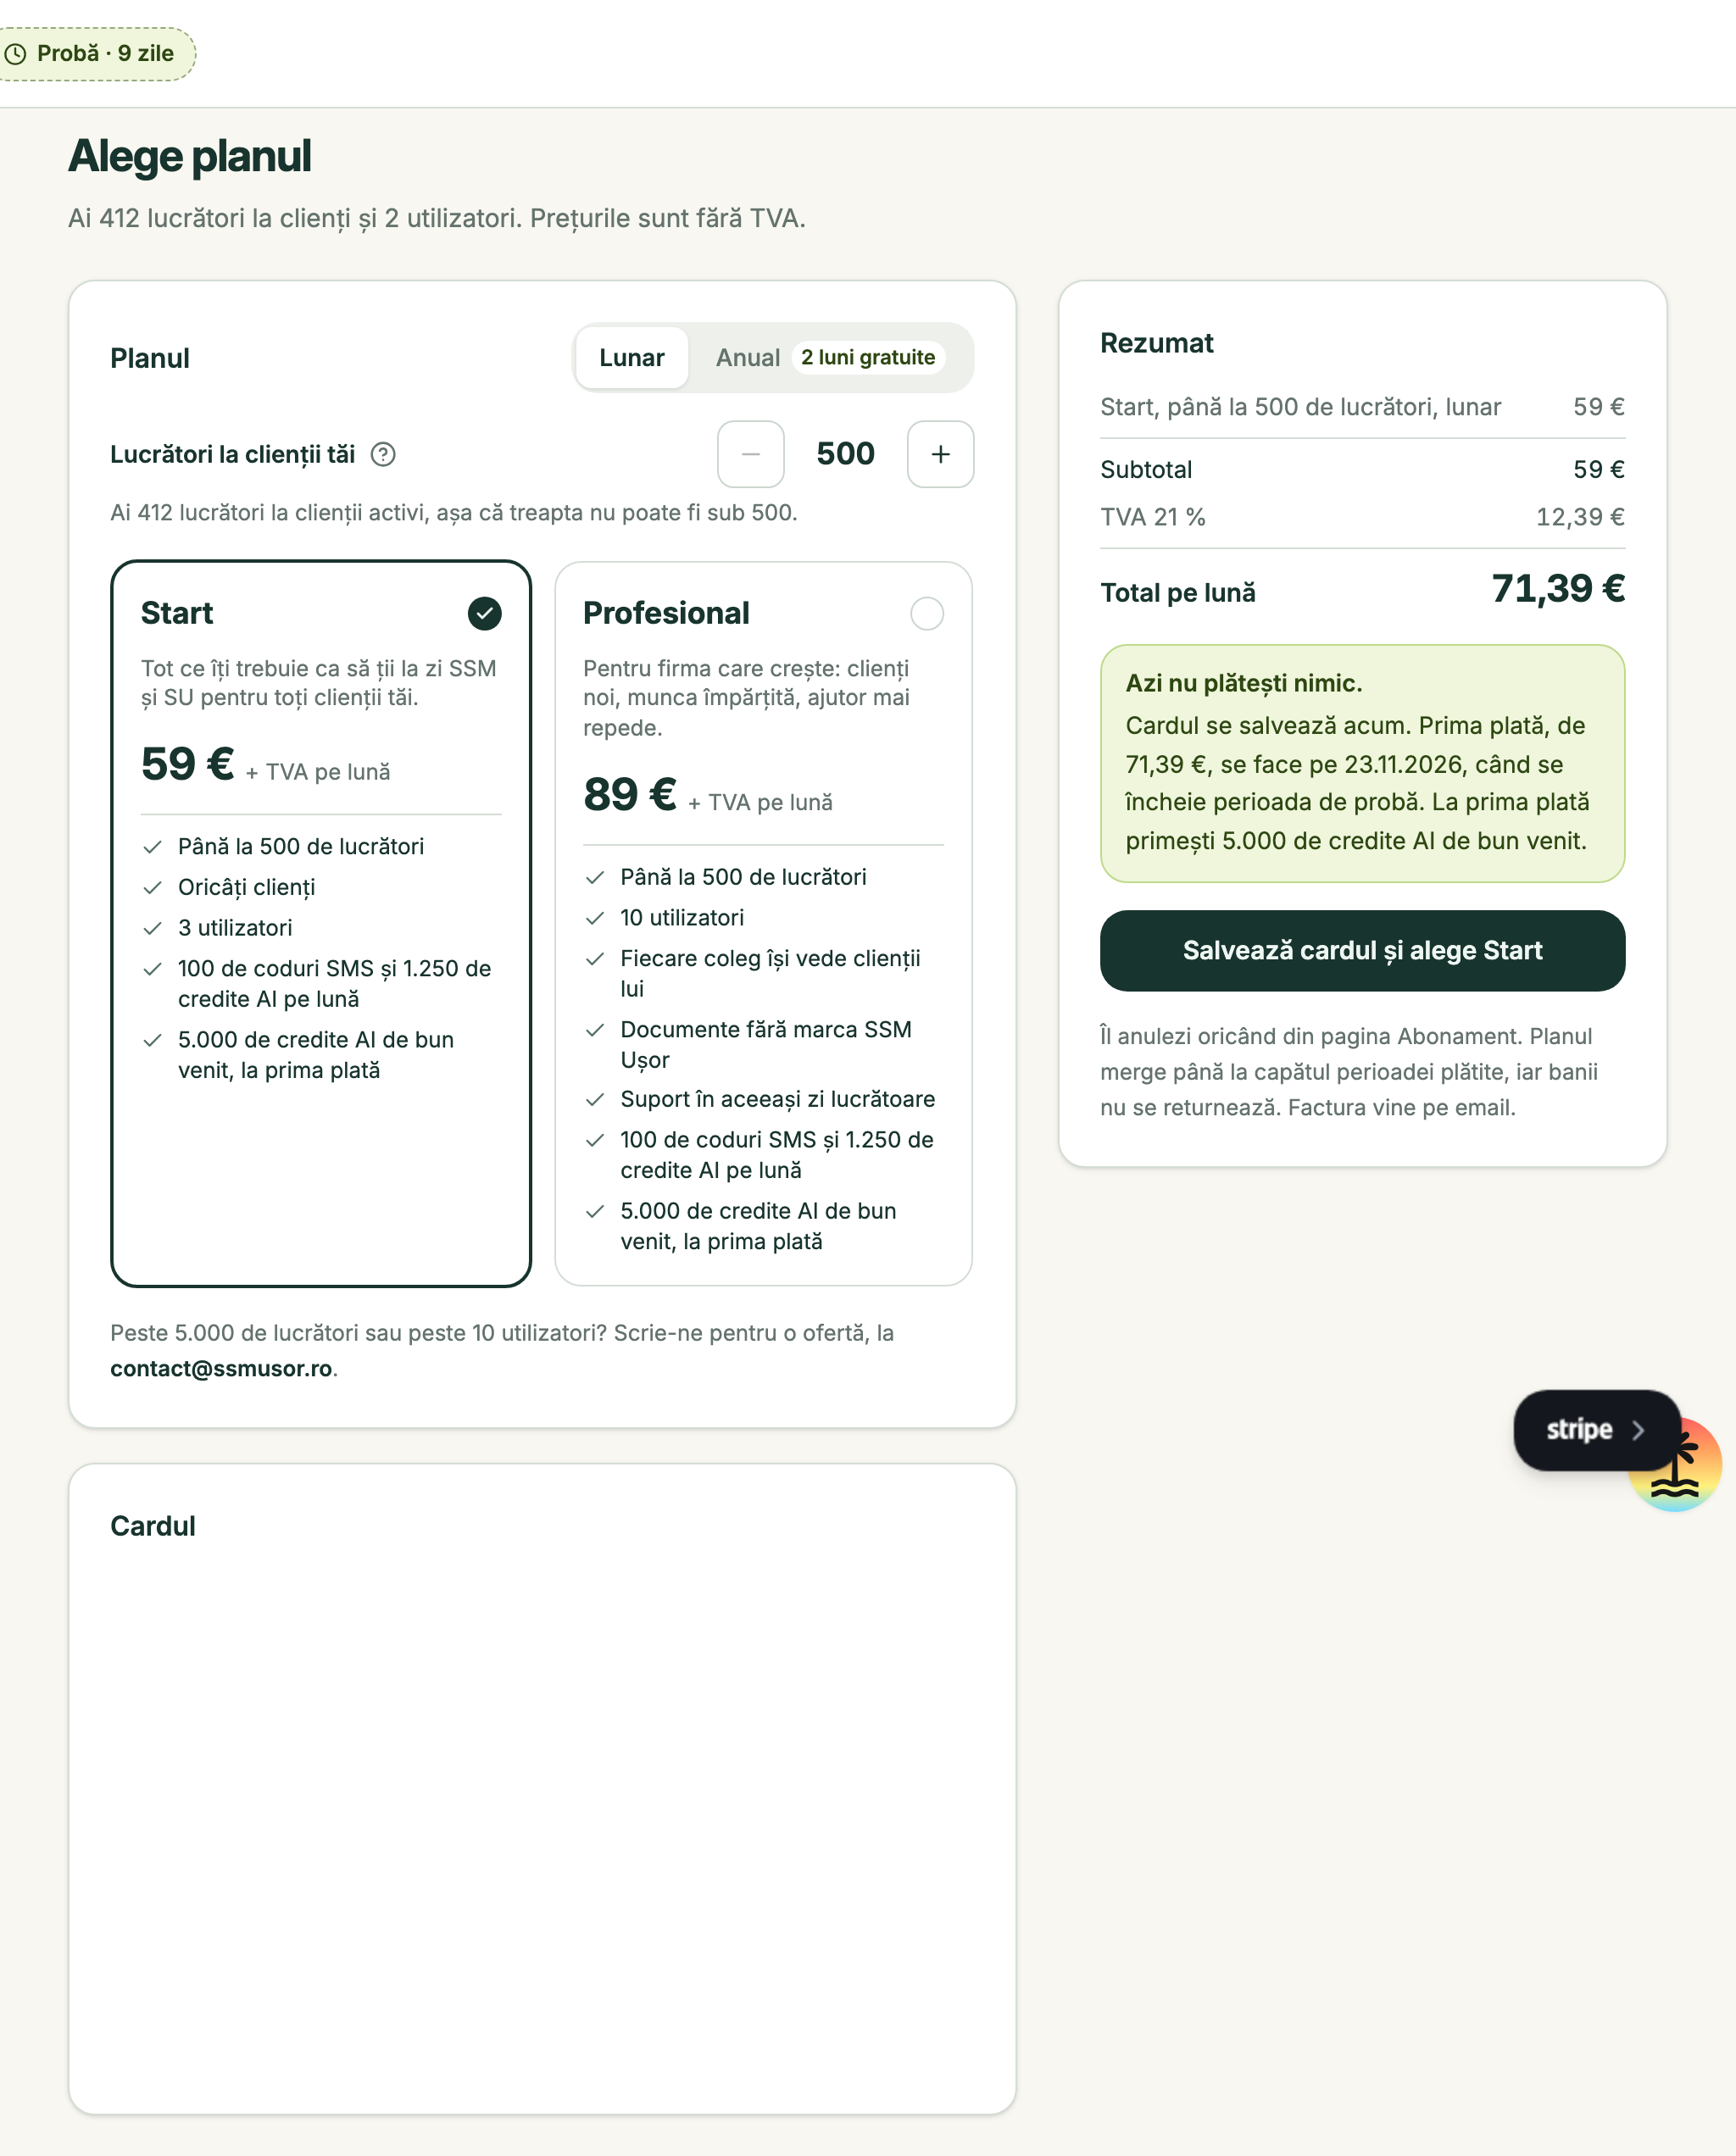 Probă · 9 zile
Alege planul
Ai 412 lucrători la clienți și 2 utilizatori. Prețurile sunt fără TVA.
Planul
Lunar
Anual 2 luni gratuite
Lucrători la clienții tăi ?
− 500 +
Ai 412 lucrători la clienții activi, așa că treapta nu poate fi sub 500.
Start
Tot ce îți trebuie ca să ții la zi SSM
și SU pentru toți clienții tăi.
59 € + TVA pe lună
Până la 500 de lucrători
Oricâți clienți
3 utilizatori
100 de coduri SMS și 1.250 de
credite AI pe lună
5.000 de credite AI de bun
venit, la prima plată
Profesional
Pentru firma care crește: clienți
noi, munca împărțită, ajutor mai
repede.
89 € + TVA pe lună
Până la 500 de lucrători
10 utilizatori
Fiecare coleg își vede clienții
lui
Documente fără marca SSM
Ușor
Suport în aceeași zi lucrătoare
100 de coduri SMS și 1.250 de
credite AI pe lună
5.000 de credite AI de bun
venit, la prima plată
Peste 5.000 de lucrători sau peste 10 utilizatori? Scrie-ne pentru o ofertă, la
contact@ssmusor.ro.
Rezumat
Start, până la 500 de lucrători, lunar 59 €
Subtotal 59 €
TVA 21 % 12,39 €
Total pe lună 71,39 €
Azi nu plătești nimic.
Cardul se salvează acum. Prima plată, de
71,39 €, se face pe 23.11.2026, când se
încheie perioada de probă. La prima plată
primești 5.000 de credite AI de bun venit.
Salvează cardul și alege Start
Îl anulezi oricând din pagina Abonament. Planul
merge până la capătul perioadei plătite, iar banii
nu se returnează. Factura vine pe email.
stripe
Cardul